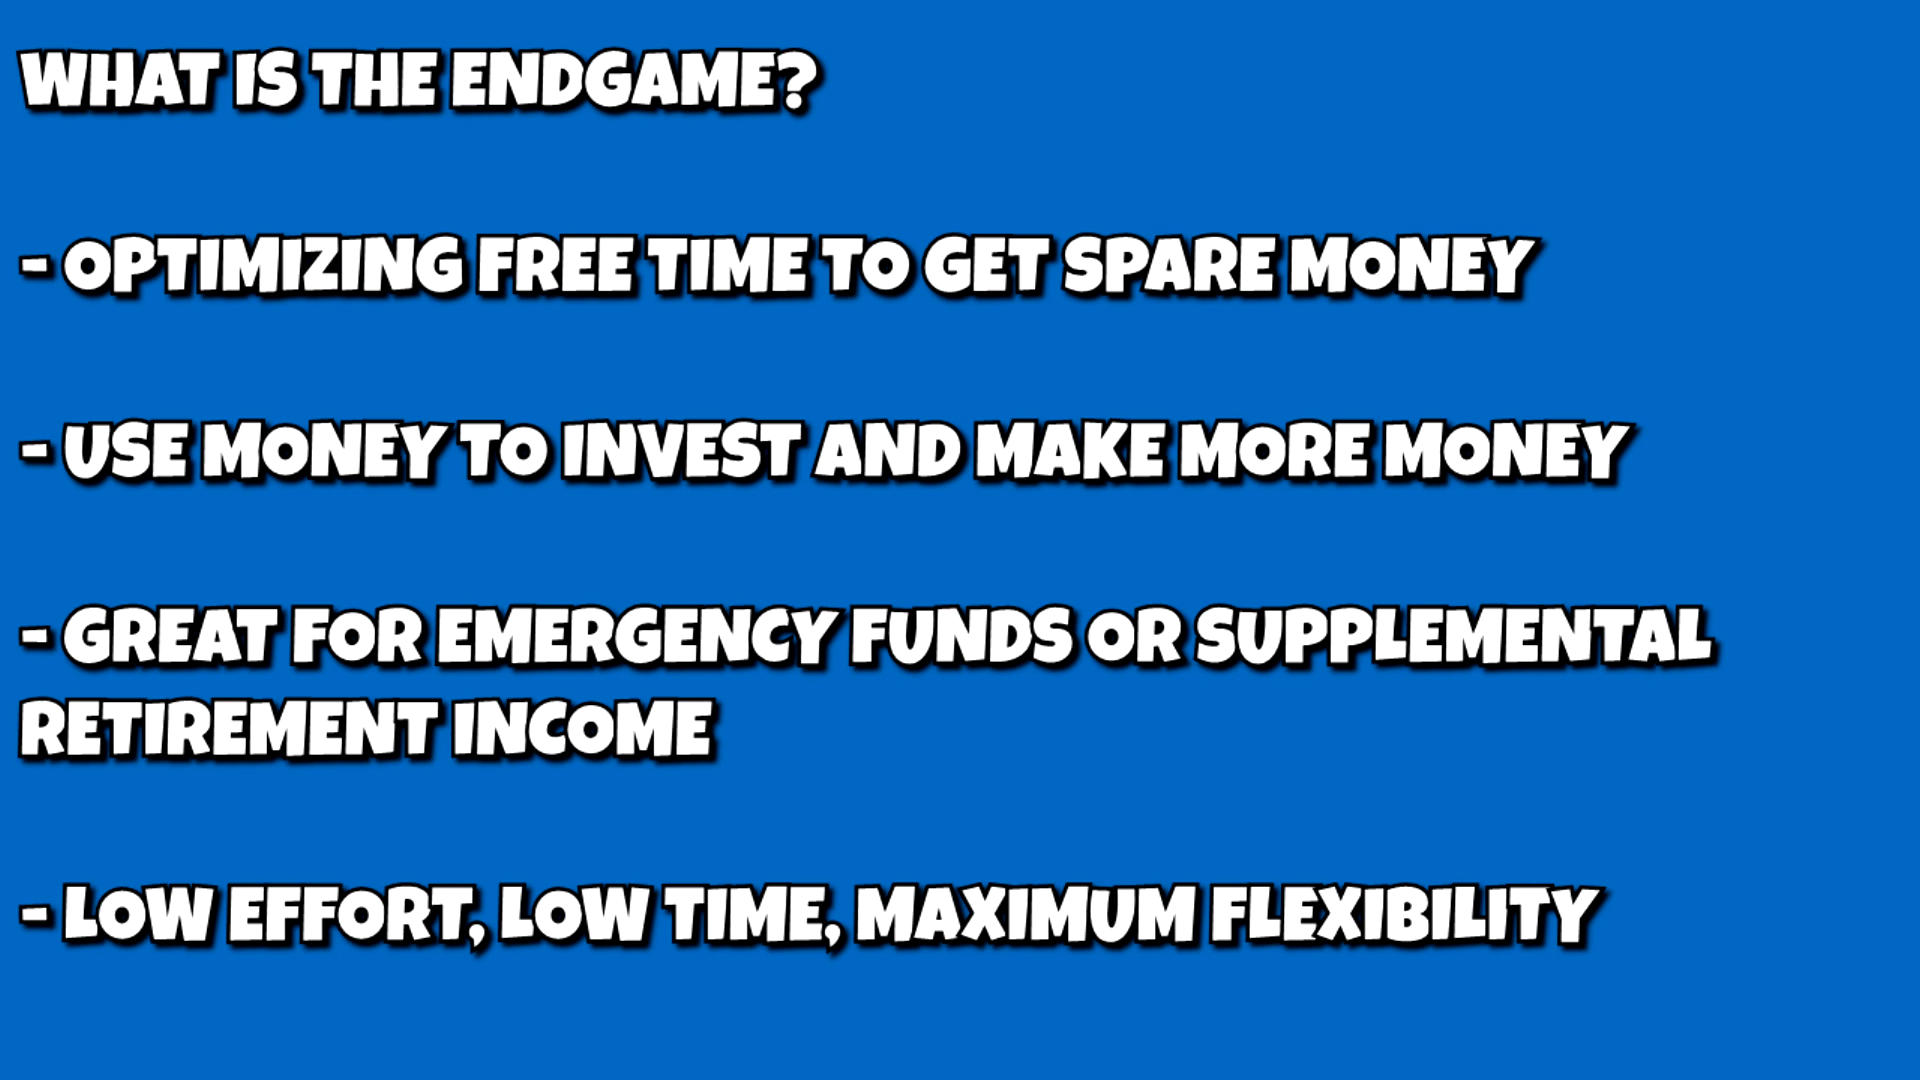 WHAT IS THE ENDGAME?
- OPTIMIZING FREE TIME TO GET SPARE MONEY
- USE MONEY TO INVEST AND MAKE MORE MONEY
- GREAT FOR EMERGENCY FUNDS OR SUPPLEMENTAL
RETIREMENT INCOME
- LOW EFFORT, LOW TIME, MAXIMUM FLEXIBILITY